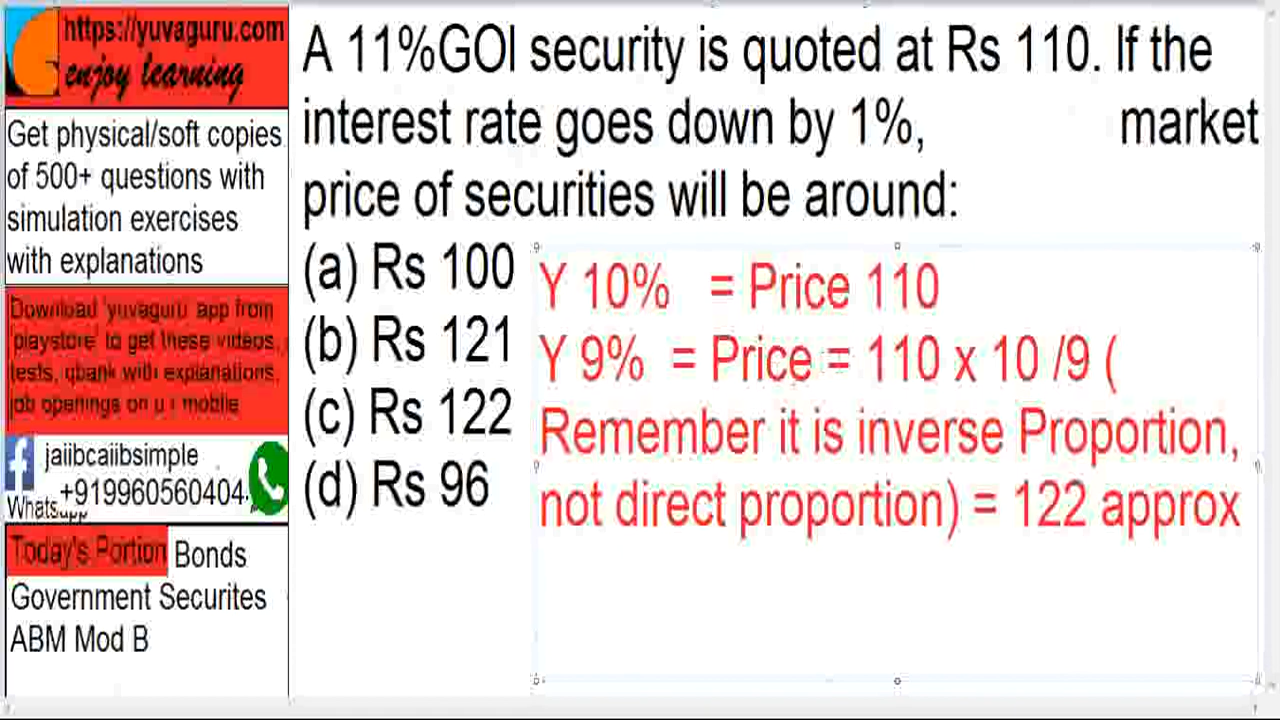 https://yuvaguru.com
enjoy learning
Get physical/soft copies
of 500+ questions with
simulation exercises
with explanations
Download 'yuvaguru' app from
'playstore' to get these videos,
tests, qbank with explanations,
job openings on u r mobile
jaiibcaiibsimple
+919960560404
Whatsapp
Today's Portion Bonds
Government Securites
ABM Mod B
A 11%GOI security is quoted at Rs 110. If the
interest rate goes down by 1%, market
price of securities will be around:
(a) Rs 100
(b) Rs 121
(c) Rs 122
(d) Rs 96
Y 10% = Price 110
Y 9% = Price = 110 x 10 /9 (
Remember it is inverse Proportion,
not direct proportion) = 122 approx